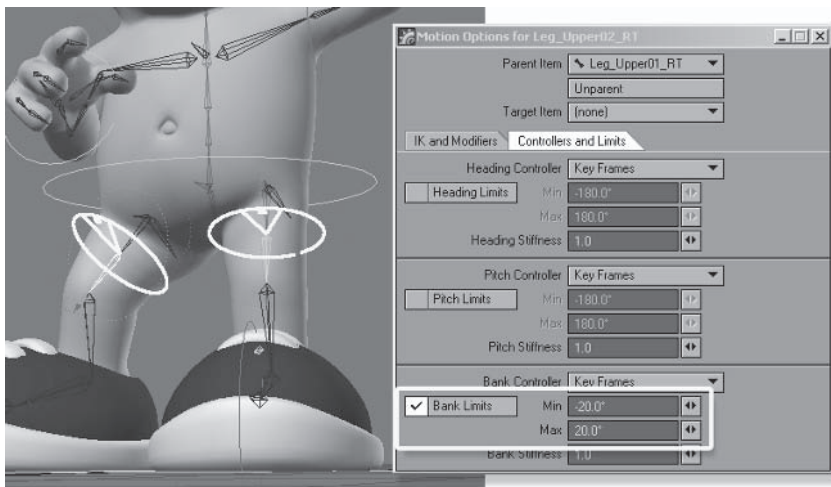 Motion Options for Leg_Upper02_RT
Parent Item Leg_Upper01_RT
Unparent
Target Item (none)
IK and Modifiers Controllers and Limits
Heading Controller Key Frames
Heading Limits Min -180.0°
Max 180.0°
Heading Stiffness 1.0
Pitch Controller Key Frames
Pitch Limits Min -180.0°
Max 180.0°
Pitch Stiffness 1.0
Bank Controller Key Frames
Bank Limits Min -20.0°
Max 20.0°
Bank Stiffness 1.0